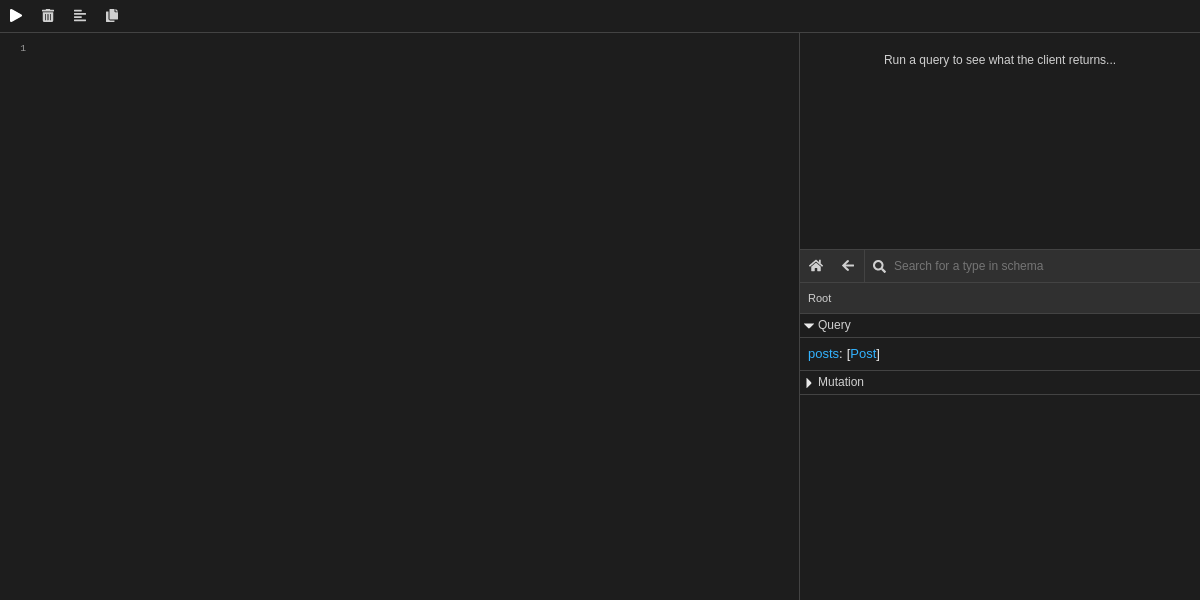 1
Run a query to see what the client returns...
Search for a type in schema
Root
Query
posts: [Post]
Mutation